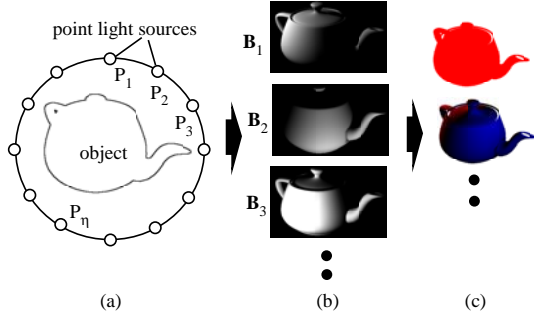 point light sources
P1
P2
P3
object
Pη
B1
B2
B3
(a)
(b)
(c)